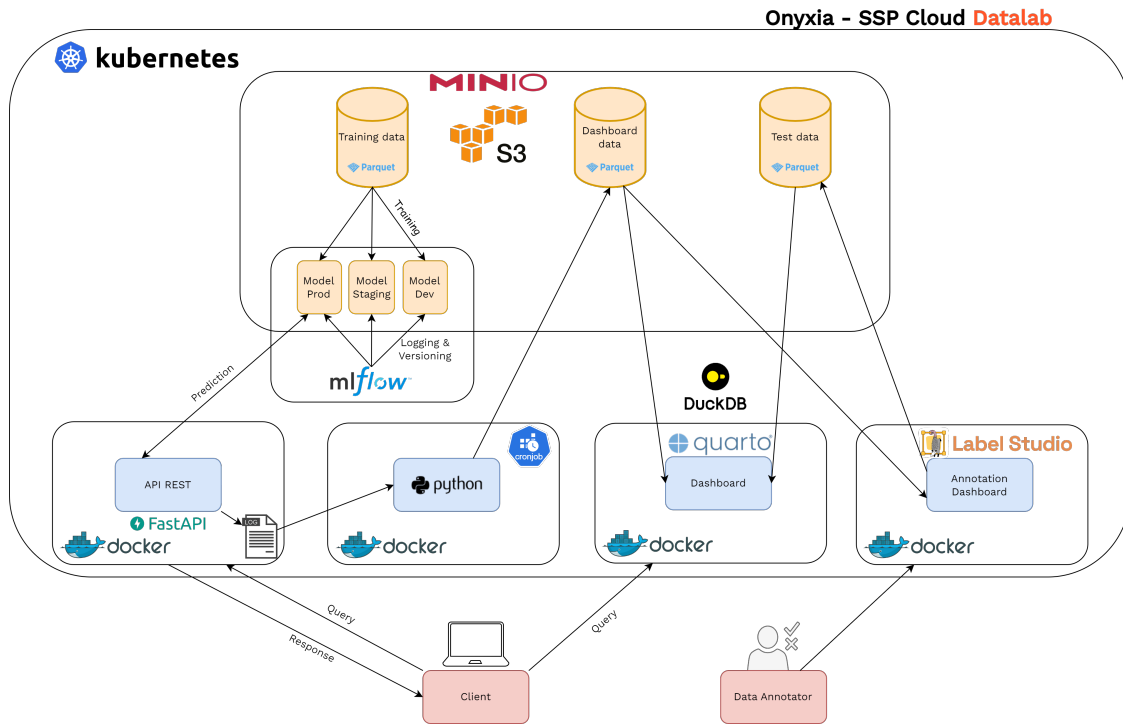 Onyxia - SSP Cloud Datalab
kubernetes
MINIO
S3
Training data
Parquet
Dashboard
data
Parquet
Test data
Parquet
Training
Model
Prod
Model
Staging
Model
Dev
Logging &
Versioning
mlflow™
Prediction
DuckDB
API REST
FastAPI
LOG
docker
python
cronjob
docker
quarto
Dashboard
docker
Label Studio
Annotation
Dashboard
docker
Query
Response
Query
Client
Data Annotator